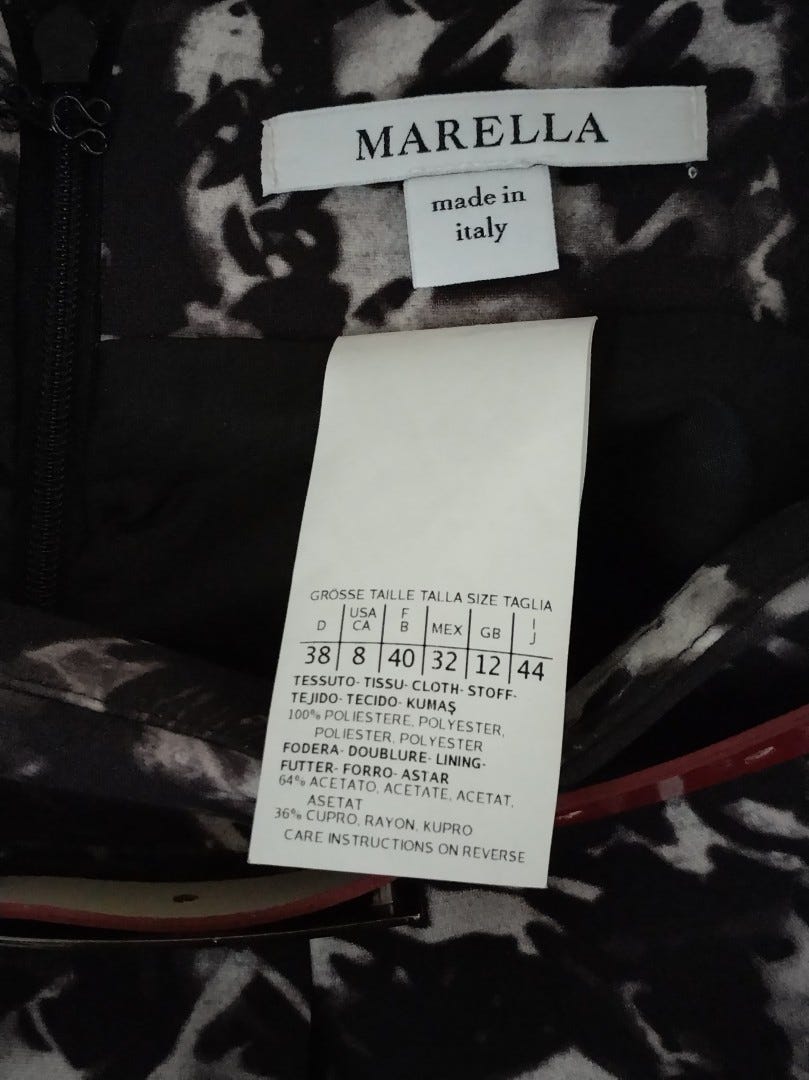 MARELLA
made in
italy
GRÖSSE TAILLE TALLA SIZE TAGLIA
D USA CA F B MEX GB I J
38 8 40 32 12 44
TESSUTO- TISSU- CLOTH- STOFF-
TEJIDO- TECIDO- KUMAŞ
100% POLIESTERE, POLYESTER,
POLIESTER, POLYESTER
FODERA- DOUBLURE- LINING-
FUTTER- FORRO- ASTAR
64% ACETATO, ACETATE, ACETAT,
ASETAT
36% CUPRO, RAYON, KUPRO
CARE INSTRUCTIONS ON REVERSE